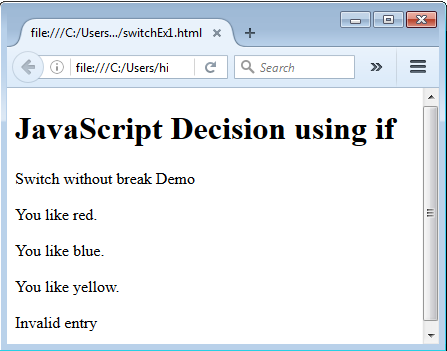 file:///C:/Users.../switchEx1.html
file:///C:/Users/hi
Search
JavaScript Decision using if
Switch without break Demo
You like red.
You like blue.
You like yellow.
Invalid entry